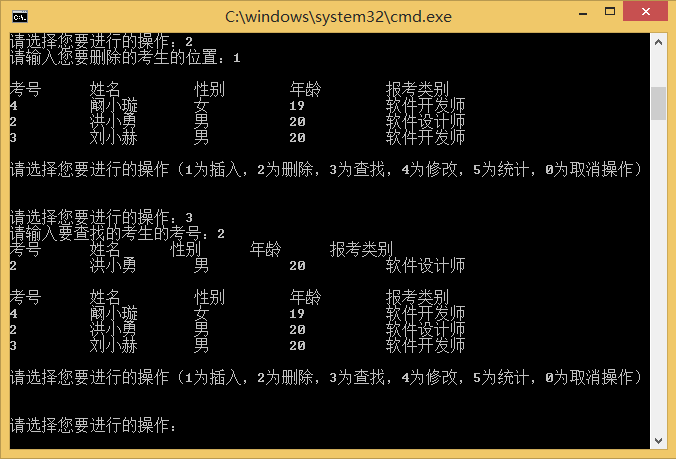 C:\windows\system32\cmd.exe
请选择您要进行的操作：2
请输入您要删除的考生的位置：1
考号 姓名 性别 年龄 报考类别
4 阚小璇 女 19 软件开发师
2 洪小勇 男 20 软件设计师
3 刘小赫 男 20 软件开发师
请选择您要进行的操作（1为插入，2为删除，3为查找，4为修改，5为统计，0为取消操作）
请选择您要进行的操作：3
请输入要查找的考生的考号：2
考号 姓名 性别 年龄 报考类别
2 洪小勇 男 20 软件设计师
考号 姓名 性别 年龄 报考类别
4 阚小璇 女 19 软件开发师
2 洪小勇 男 20 软件设计师
3 刘小赫 男 20 软件开发师
请选择您要进行的操作（1为插入，2为删除，3为查找，4为修改，5为统计，0为取消操作）
请选择您要进行的操作：